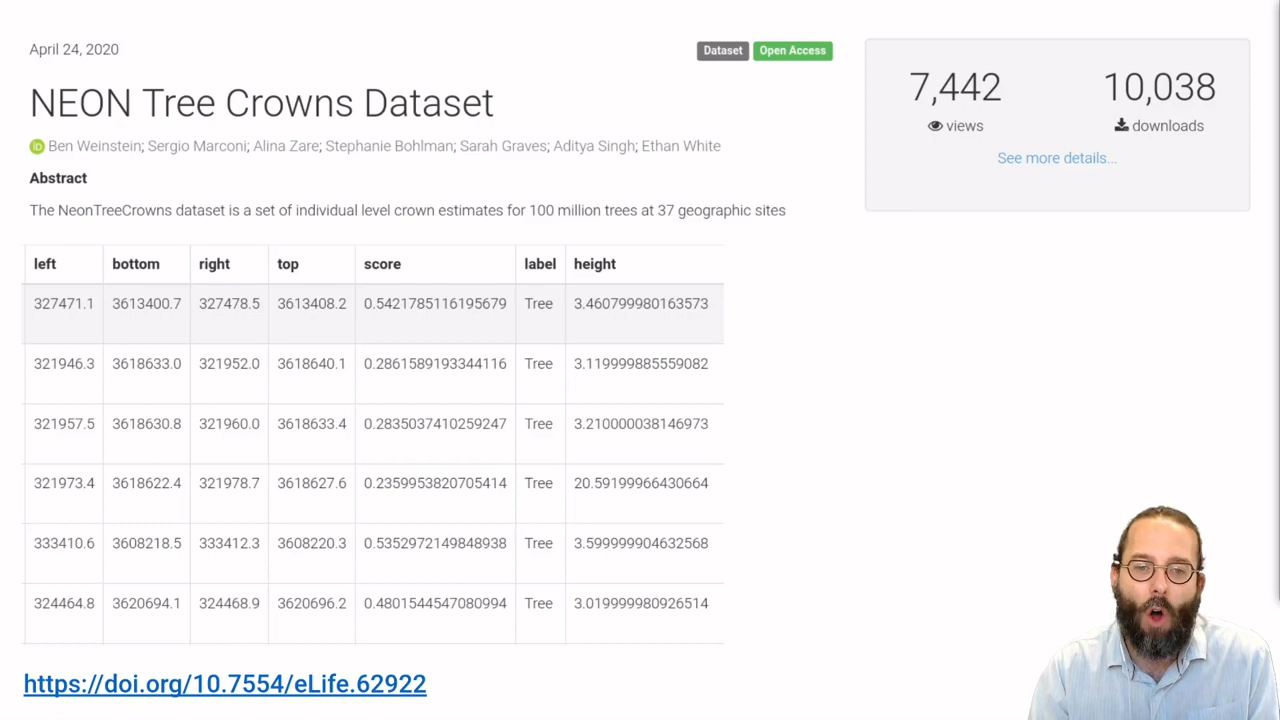 April 24, 2020
Dataset Open Access
NEON Tree Crowns Dataset
iD Ben Weinstein; Sergio Marconi; Alina Zare; Stephanie Bohlman; Sarah Graves; Aditya Singh; Ethan White
Abstract
The NeonTreeCrowns dataset is a set of individual level crown estimates for 100 million trees at 37 geographic sites
left bottom right top score label height
327471.1 3613400.7 327478.5 3613408.2 0.5421785116195679 Tree 3.460799980163573
321946.3 3618633.0 321952.0 3618640.1 0.2861589193344116 Tree 3.119999885559082
321957.5 3618630.8 321960.0 3618633.4 0.2835037410259247 Tree 3.210000038146973
321973.4 3618622.4 321978.7 3618627.6 0.2359953820705414 Tree 20.59199966430664
333410.6 3608218.5 333412.3 3608220.3 0.5352972149848938 Tree 3.599999904632568
324464.8 3620694.1 324468.9 3620696.2 0.4801544547080994 Tree 3.019999980926514
https://doi.org/10.7554/eLife.62922
7,442 10,038
views downloads
See more details...